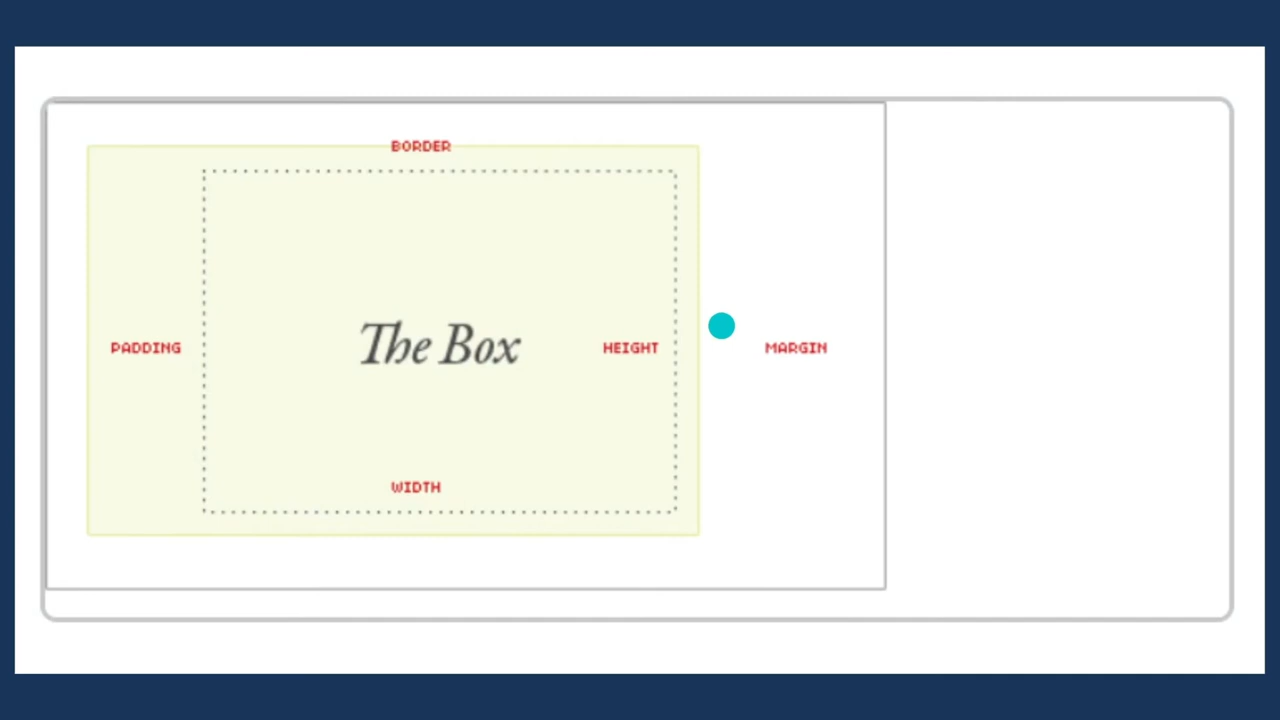 BORDER
The Box
PADDING
HEIGHT
MARGIN
WIDTH